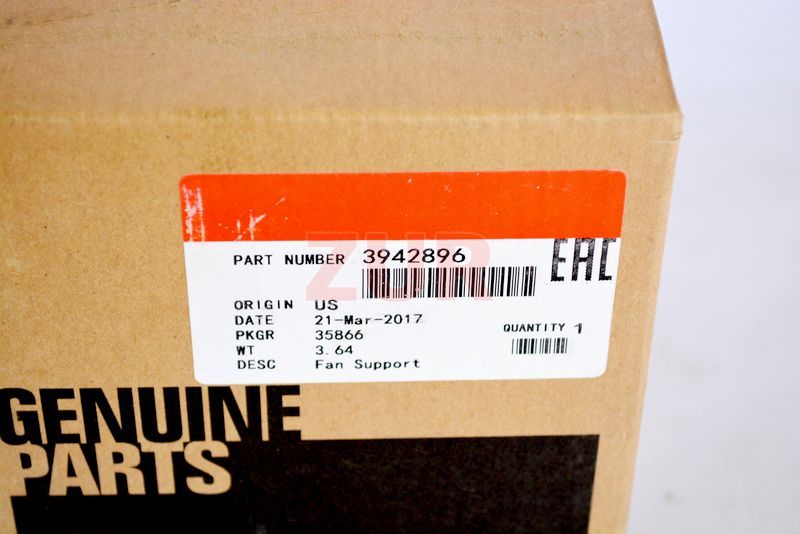 PART NUMBER 3942896
EAC
ZUR
ORIGIN US
DATE 21-Mar-2017
PKGR 35866
WT 3.64
DESC Fan Support
QUANTITY 1
GENUINE
PARTS